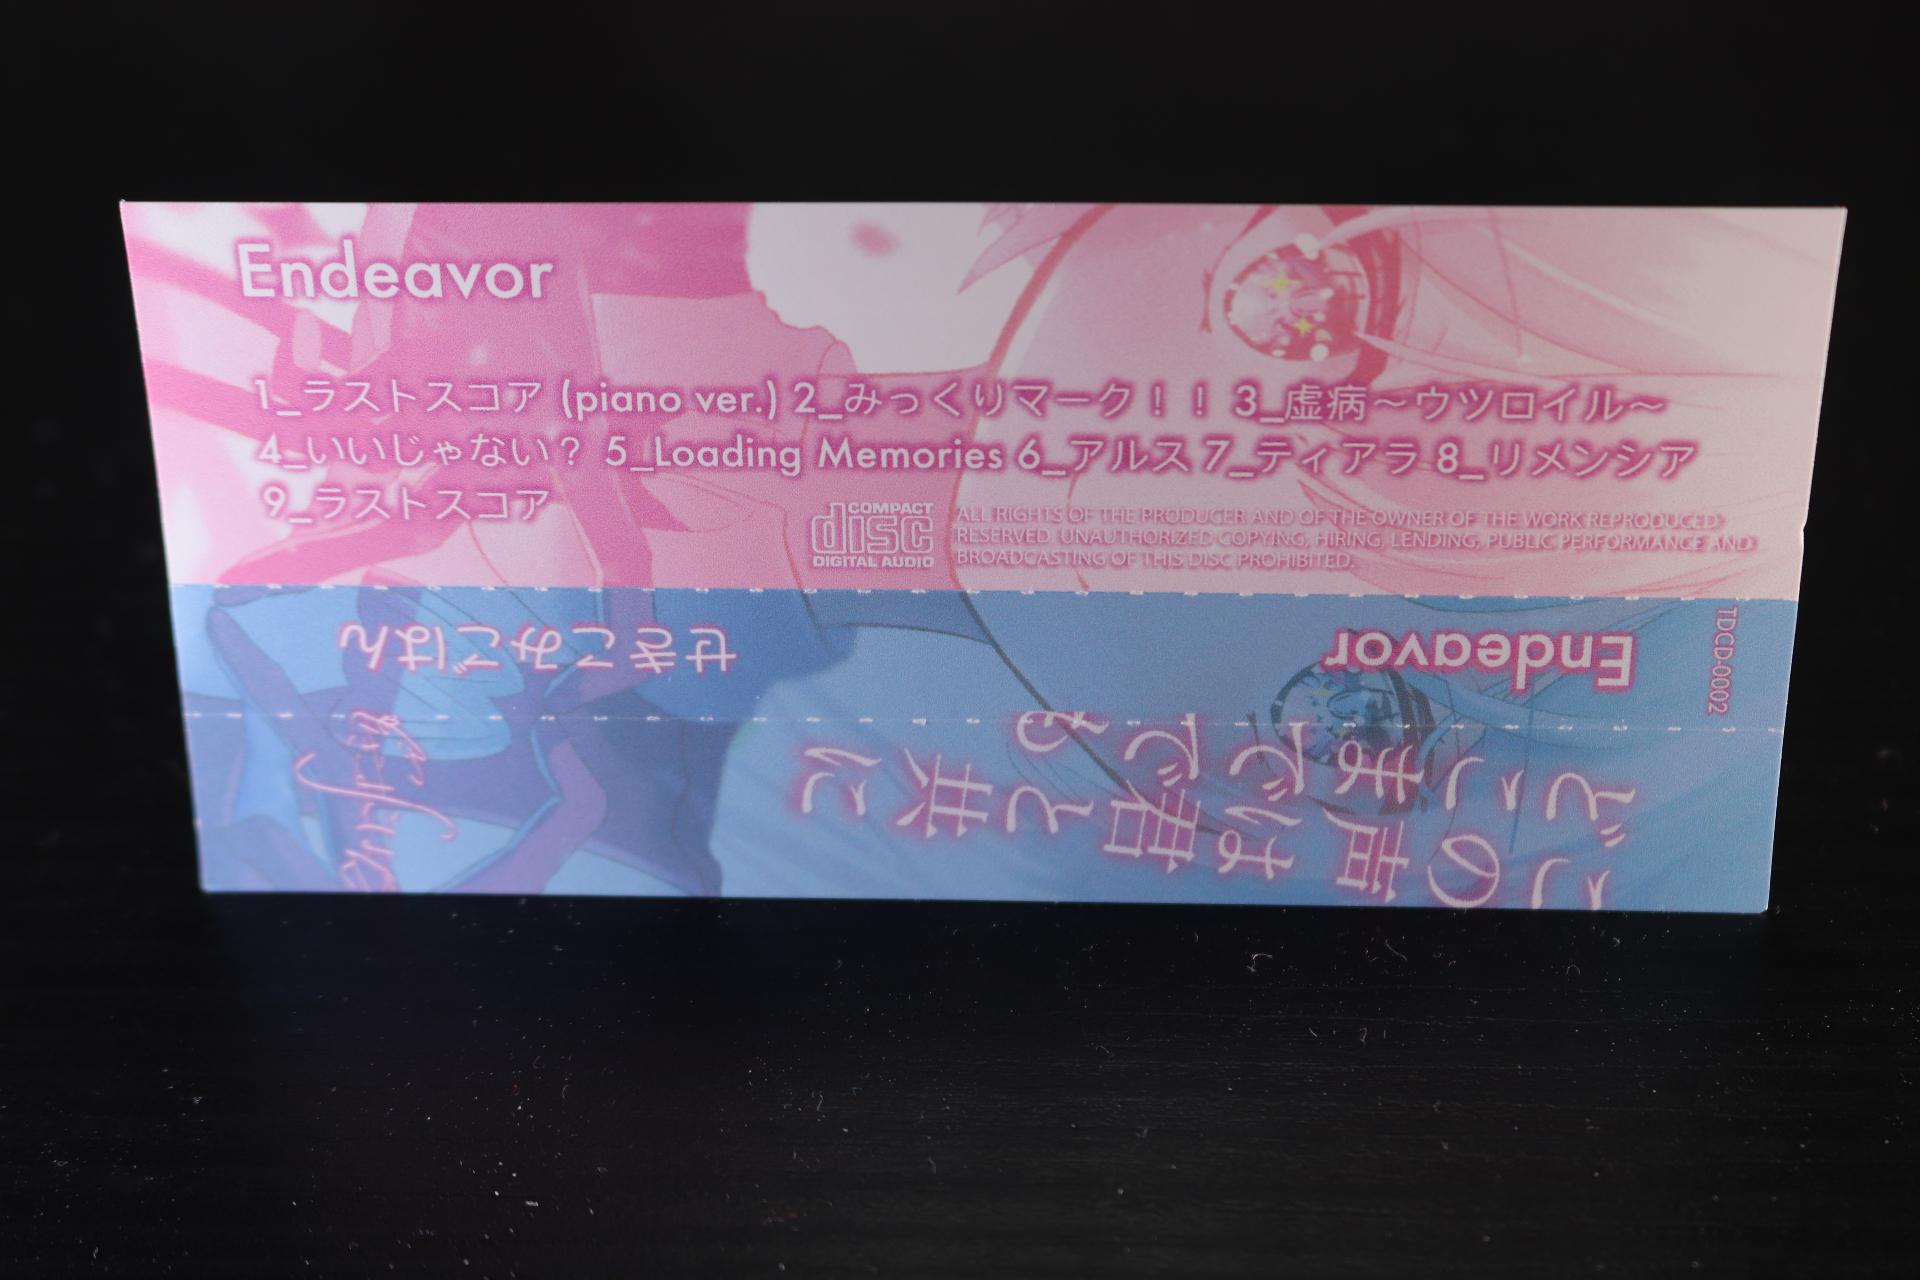 Endeavor
1_ラストスコア (piano ver.) 2_みっくりマーク！！ 3_虚病～ウツロイル～
4_いいじゃない？ 5_Loading Memories 6_アルス 7_ティアラ 8_リメンシア
9_ラストスコア
COMPACT
disc
DIGITAL AUDIO
ALL RIGHTS OF THE PRODUCER AND OF THE OWNER OF THE WORK REPRODUCED
RESERVED. UNAUTHORIZED COPYING, HIRING, LENDING, PUBLIC PERFORMANCE AND
BROADCASTING OF THIS DISC PROHIBITED.
TDCD-0002
Endeavor
せきこみごはん
この声は君と共に
どこまででも